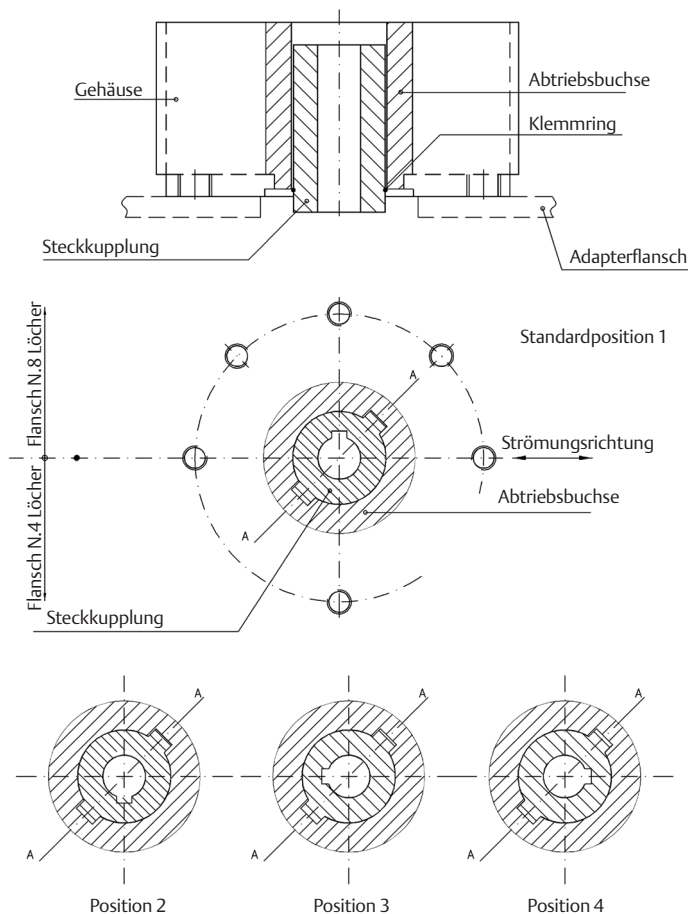 Gehäuse
Abtriebsbuchse
Klemmring
Steckkupplung
Adapterflansch
Flansch N.8 Löcher
Standardposition 1
A
Strömungsrichtung
Flansch N.4 Löcher
Abtriebsbuchse
A
Steckkupplung
A
A
A
A
A
A
Position 2
Position 3
Position 4